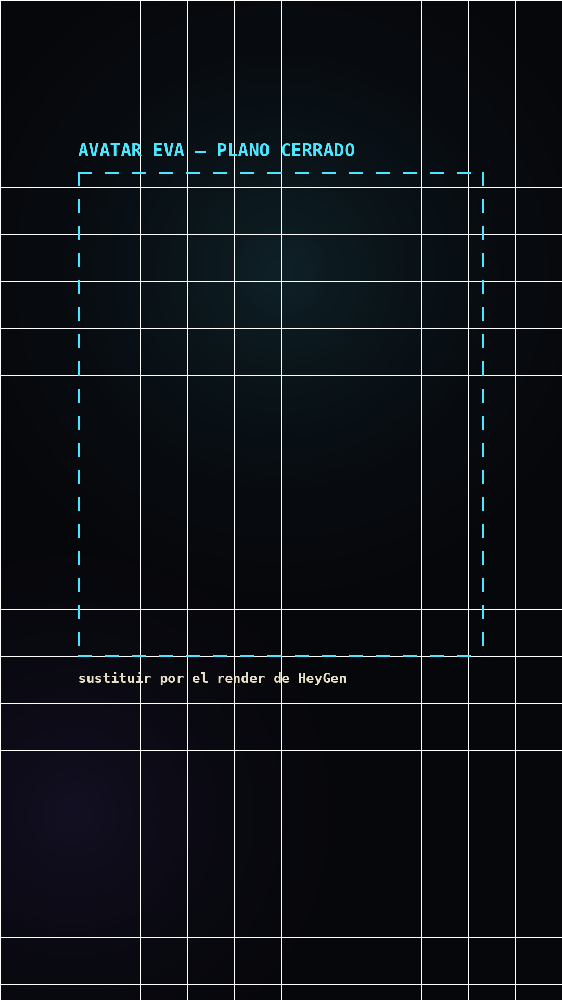 AVATAR EVA — PLANO CERRADO
sustituir por el render de HeyGen